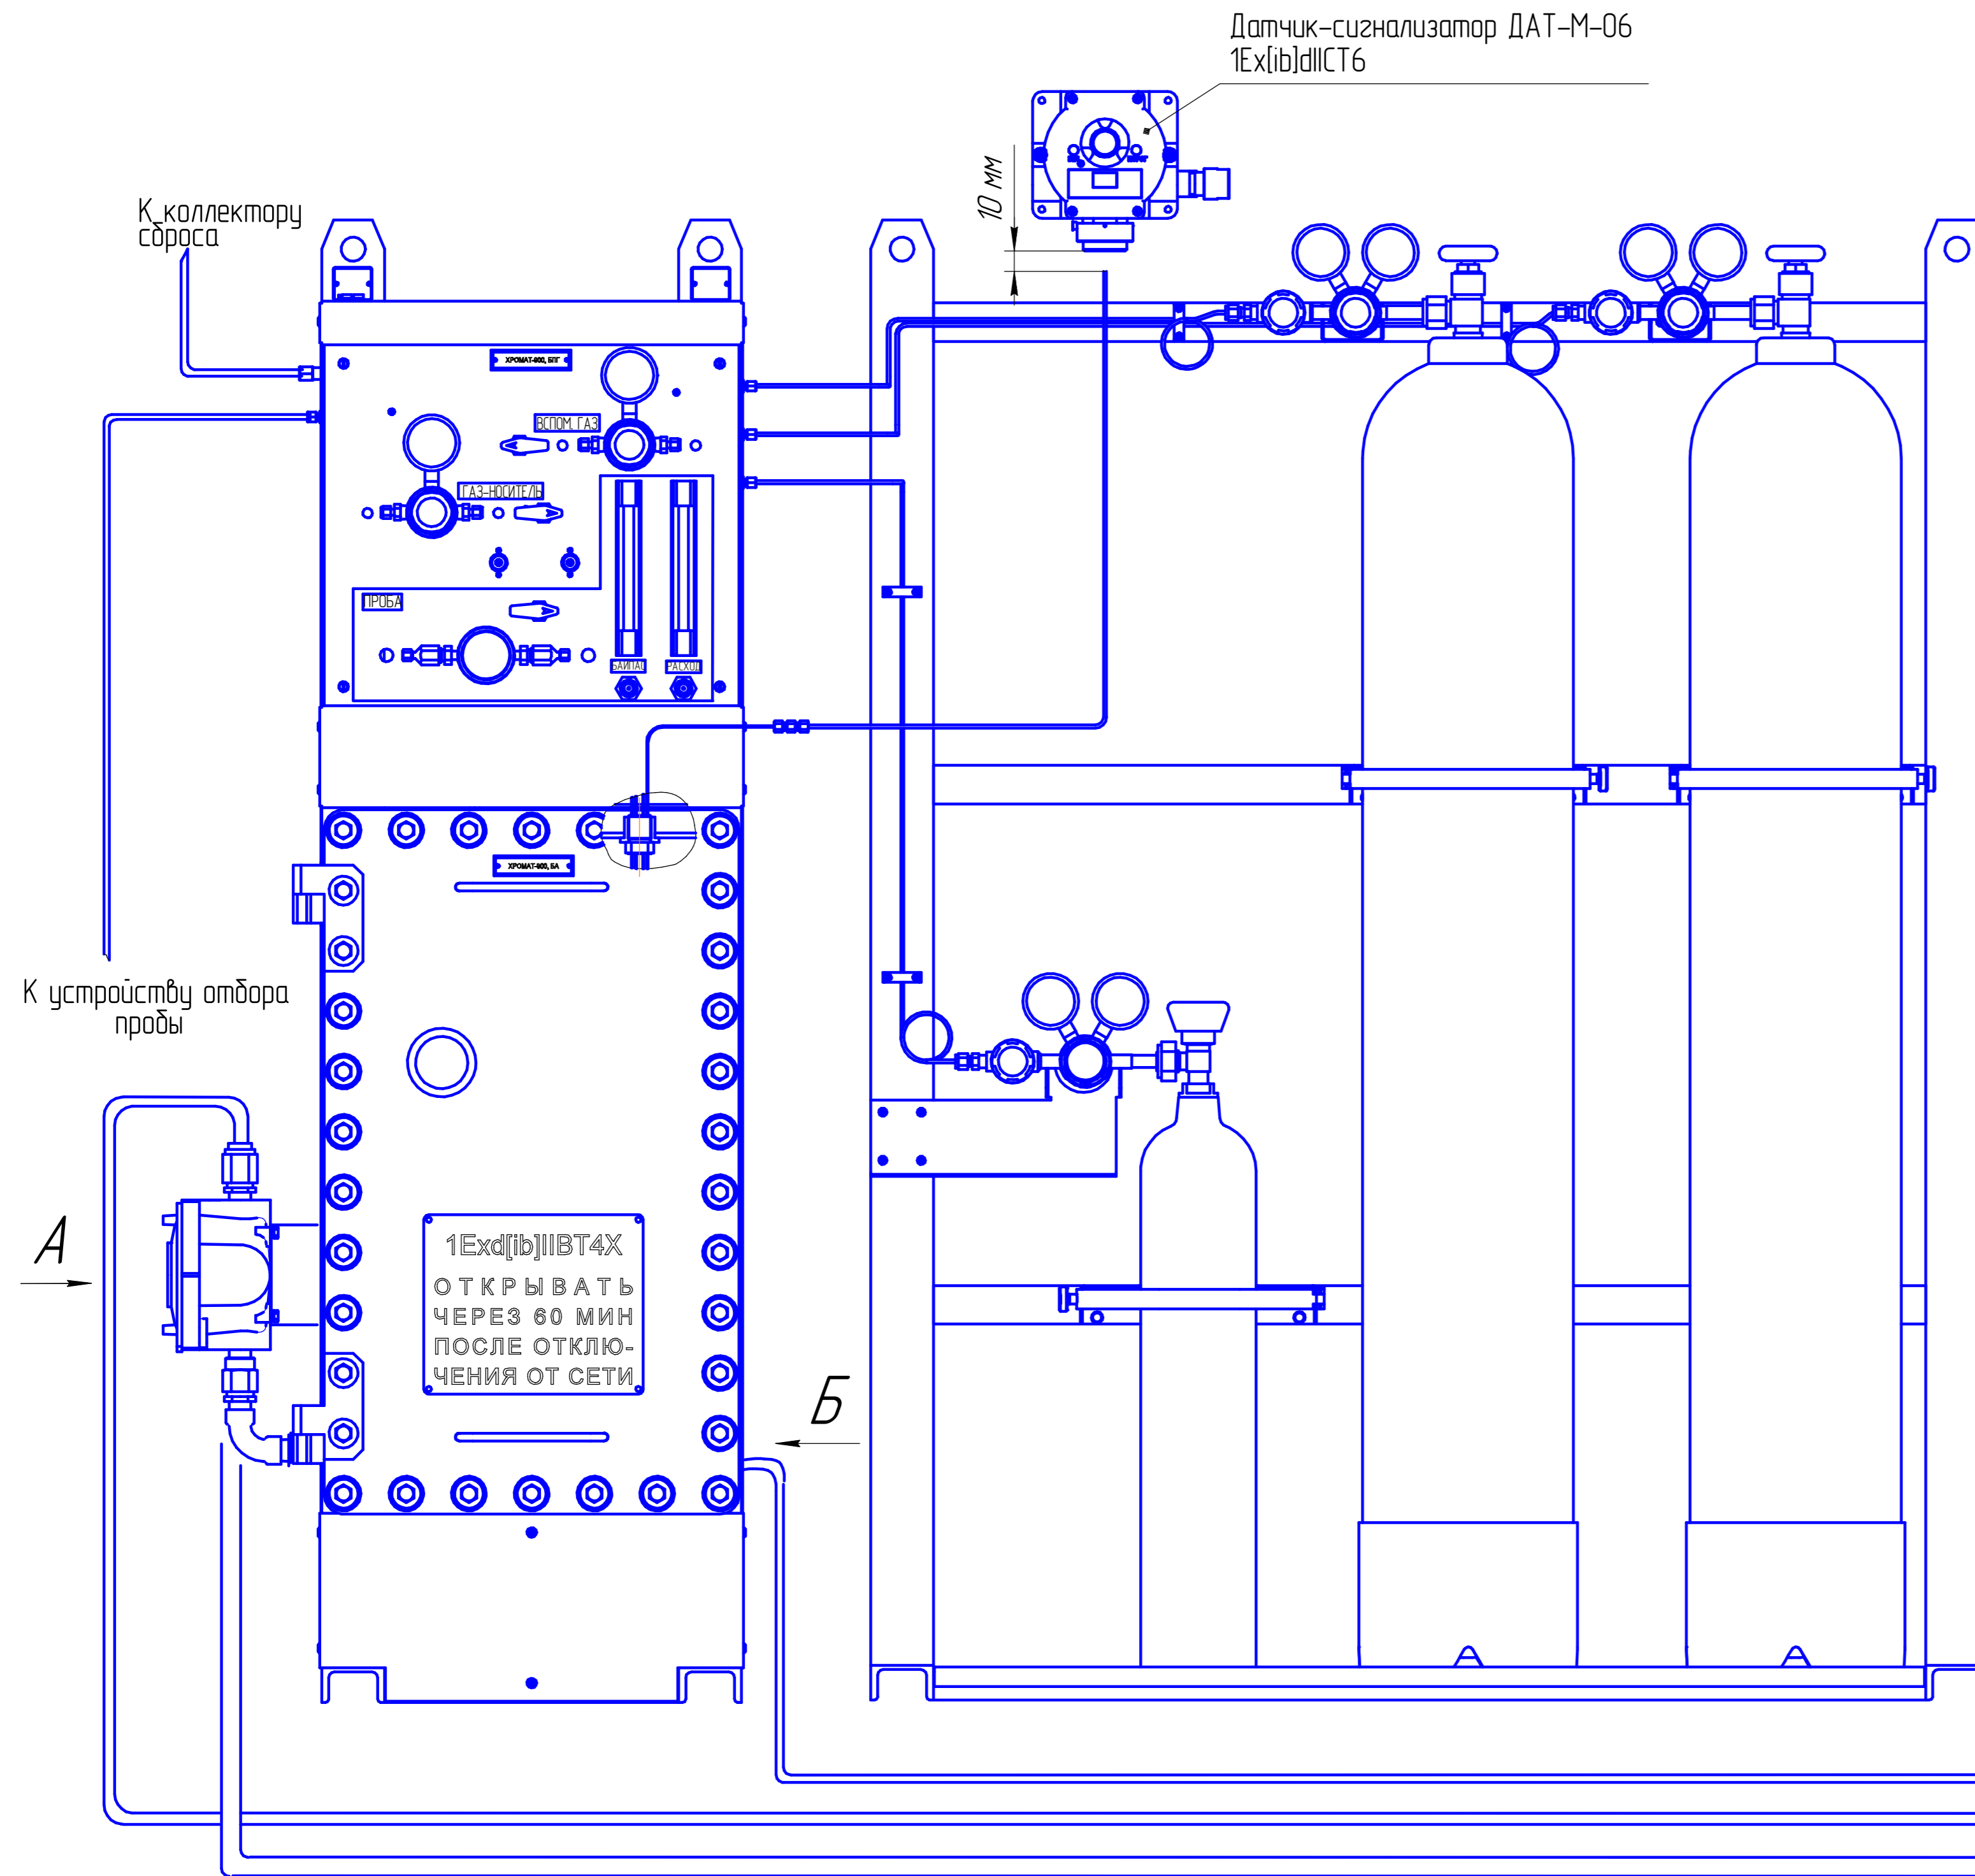 Датчик-сигнализатор ДАТ-М-06
1Ex[ib]dIICT6
10 мм
К коллектору
сброса
ХРОМАТ-900, БПГ
ВСПОМ. ГАЗ
ГАЗ-НОСИТЕЛЬ
ПРОБА
БАЙПАС
РАСХОД
ХРОМАТ-900, БА
К устройству отбора
пробы
А
1Exd[ib]IIBT4X
ОТКРЫВАТЬ
ЧЕРЕЗ 60 МИН
ПОСЛЕ ОТКЛЮ-
ЧЕНИЯ ОТ СЕТИ
Б